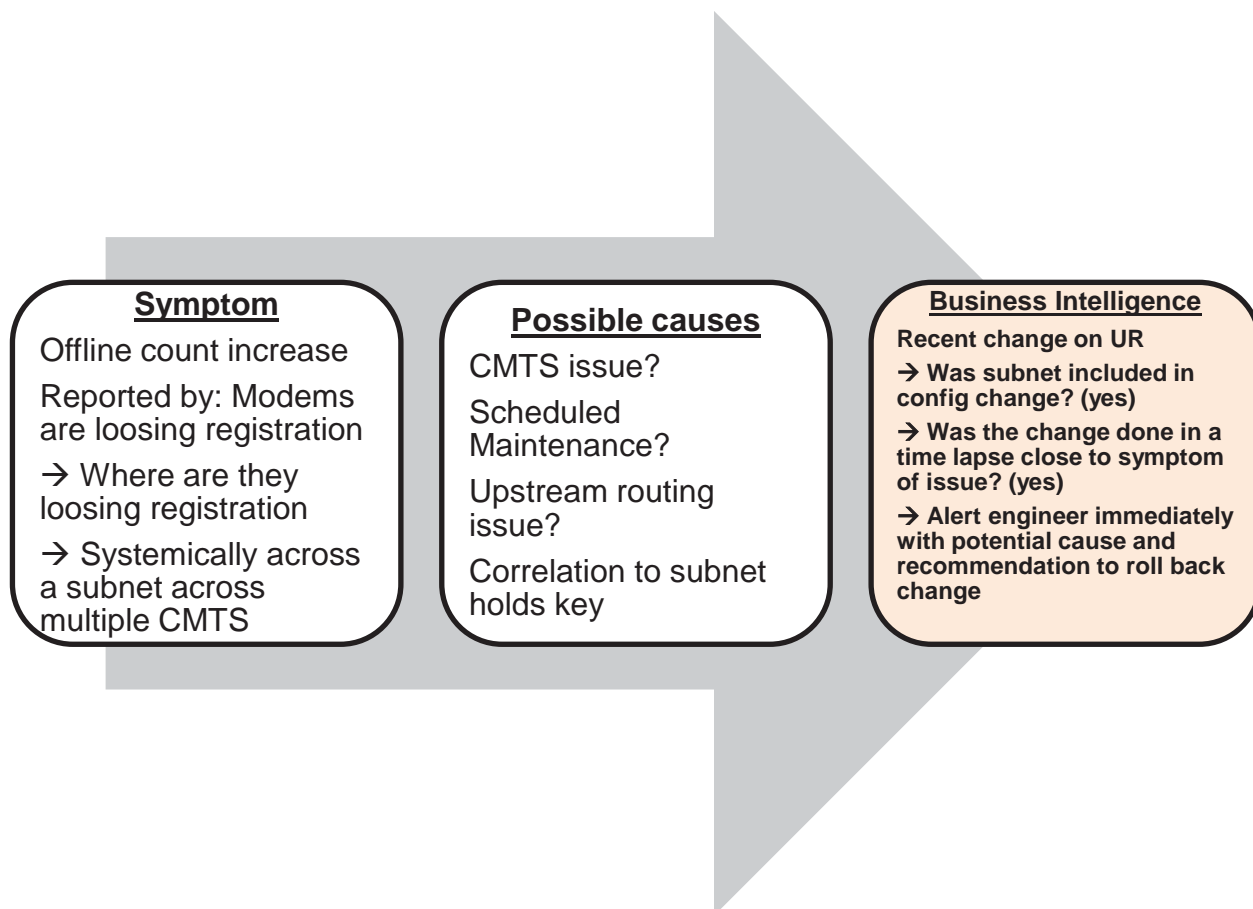 Symptom
Offline count increase
Reported by: Modems
are loosing registration
→ Where are they
loosing registration
→ Systemically across
a subnet across
multiple CMTS
Possible causes
CMTS issue?
Scheduled
Maintenance?
Upstream routing
issue?
Correlation to subnet
holds key
Business Intelligence
Recent change on UR
→ Was subnet included in
config change? (yes)
→ Was the change done in a
time lapse close to symptom
of issue? (yes)
→ Alert engineer immediately
with potential cause and
recommendation to roll back
change